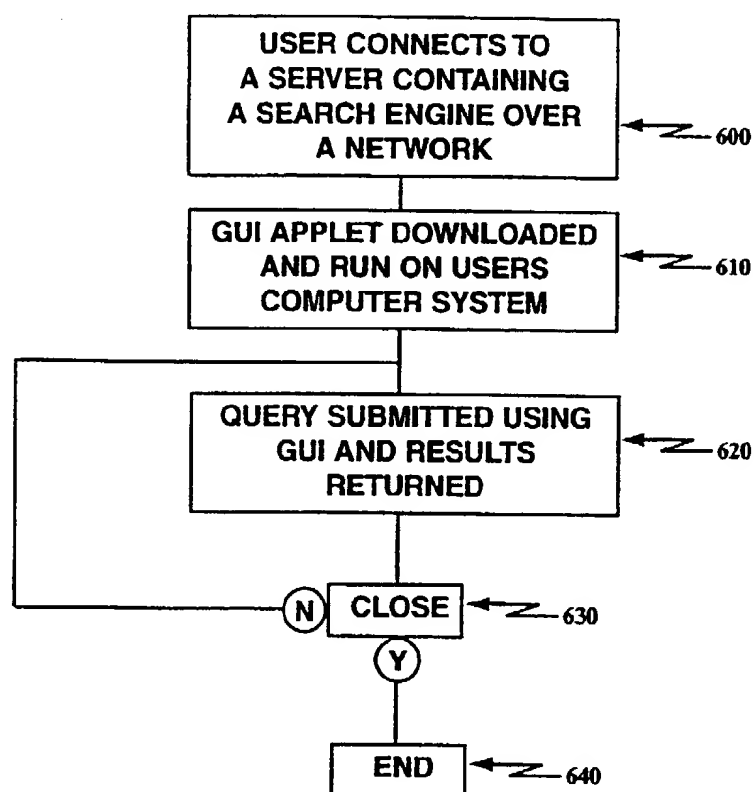 USER CONNECTS TO
A SERVER CONTAINING
A SEARCH ENGINE OVER
A NETWORK
600
GUI APPLET DOWNLOADED
AND RUN ON USERS
COMPUTER SYSTEM
610
QUERY SUBMITTED USING
GUI AND RESULTS
RETURNED
620
N
CLOSE
630
Y
END
640